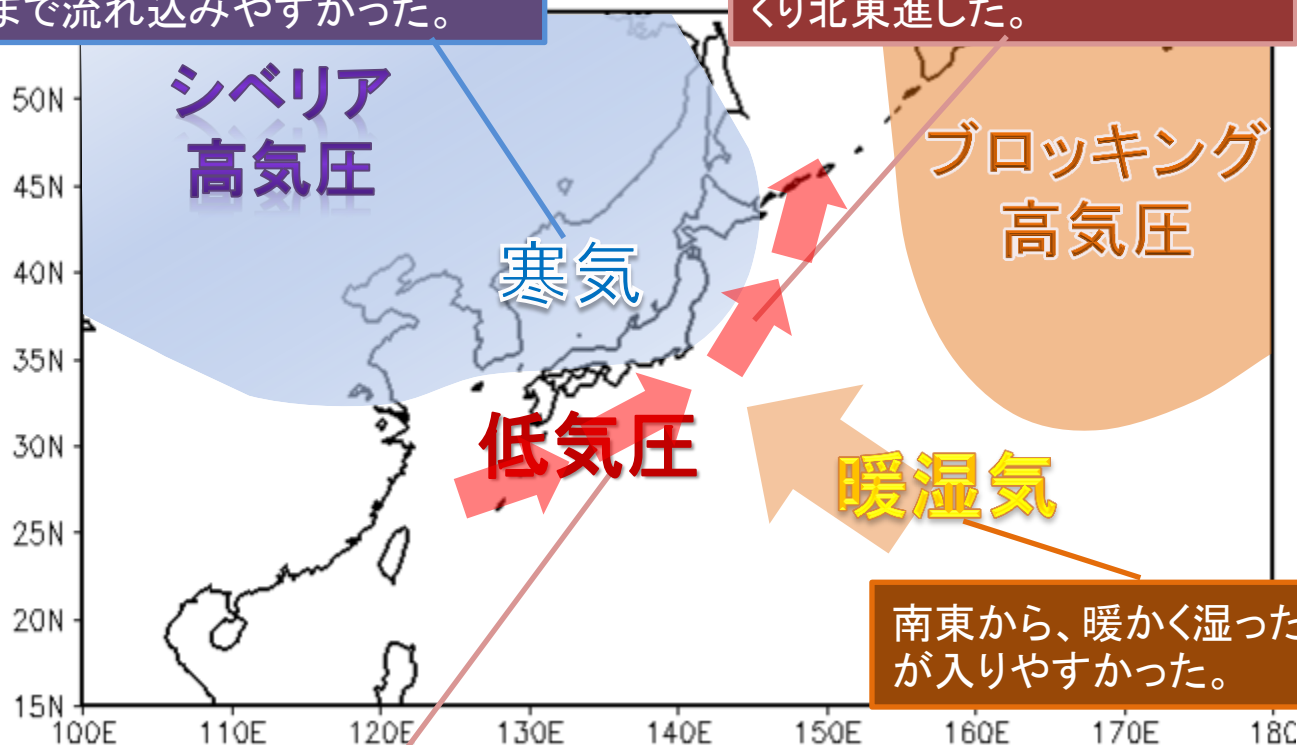 まで流れ込みやすかった。
くり北東進した。
シベリア
高気圧
ブロッキング
高気圧
寒気
低気圧
暖湿気
南東から、暖かく湿った
が入りやすかった。
50N
45N
40N
35N
30N
25N
20N
15N
100E 110E 120E 130E 140E 150E 160E 170E 180